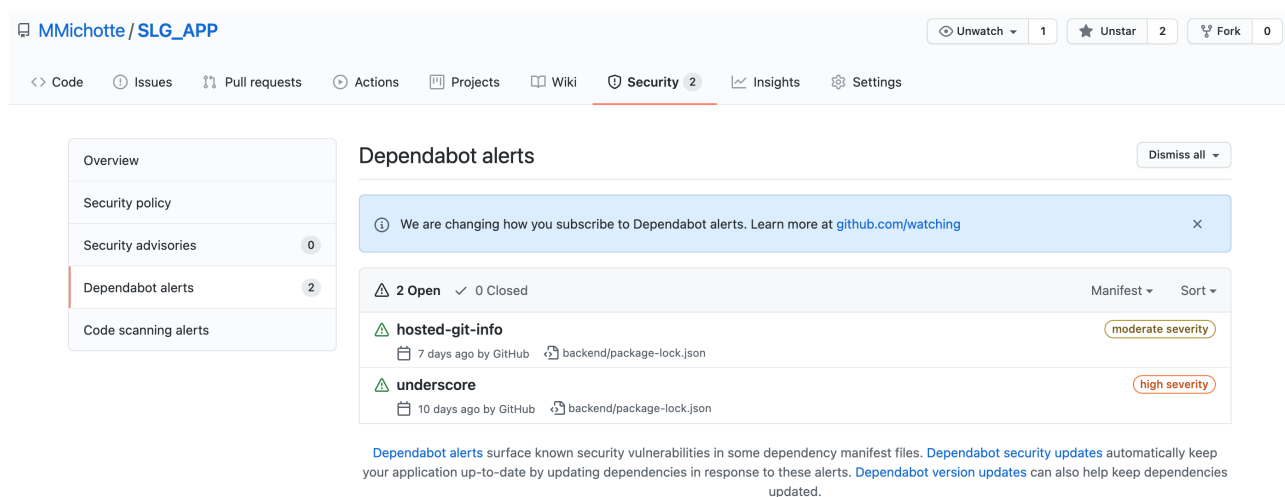 MMichotte / SLG_APP
Unwatch 1 Unstar 2 Fork 0
Code Issues Pull requests Actions Projects Wiki Security 2 Insights Settings
Overview
Security policy
Security advisories 0
Dependabot alerts 2
Code scanning alerts
Dependabot alerts Dismiss all
We are changing how you subscribe to Dependabot alerts. Learn more at github.com/watching
2 Open 0 Closed Manifest Sort
hosted-git-info moderate severity
7 days ago by GitHub backend/package-lock.json
underscore high severity
10 days ago by GitHub backend/package-lock.json
Dependabot alerts surface known security vulnerabilities in some dependency manifest files. Dependabot security updates automatically keep
your application up-to-date by updating dependencies in response to these alerts. Dependabot version updates can also help keep dependencies
updated.